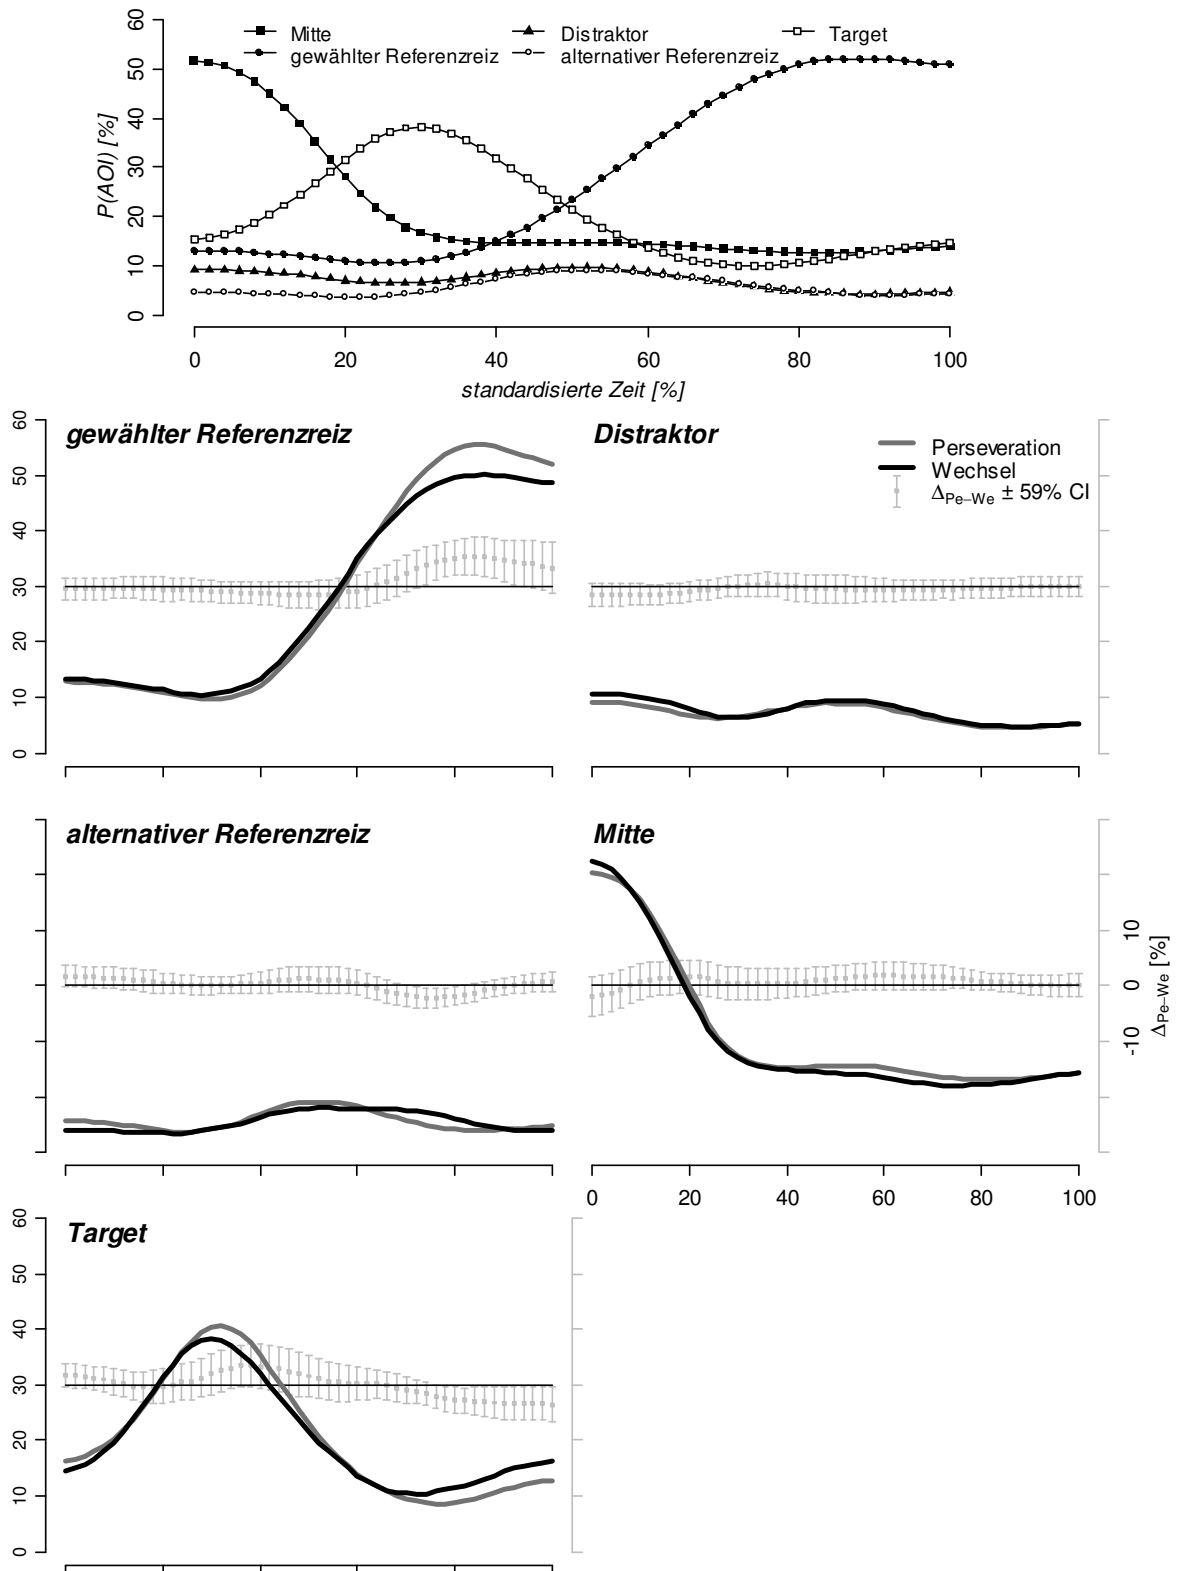 60
50
40
30
20
10
0
P(AOI) [%]
Mitte
gewählter Referenzreiz
Distraktor
alternativer Referenzreiz
Target
0 20 40 60 80 100
standardisierte Zeit [%]
gewählter Referenzreiz
60
50
40
30
20
10
0
Distraktor
Perseveration
Wechsel
Δ Pe−We ± 59% CI
alternativer Referenzreiz
Mitte
10
0
-10
Δ Pe−We [%]
0 20 40 60 80 100
Target
60
50
40
30
20
10
0